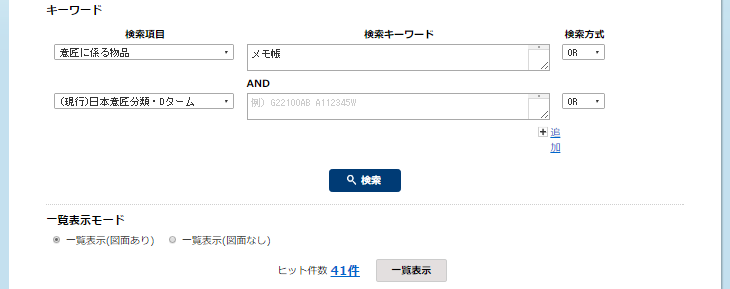 キーワード
検索項目 検索キーワード 検索方式
意匠に係る物品 メモ帳 OR
AND
(現行)日本意匠分類・Dターム 例) G22100AB A112345W OR
追
加
検索
一覧表示モード
一覧表示(図面あり) 一覧表示(図面なし)
ヒット件数 41件 一覧表示